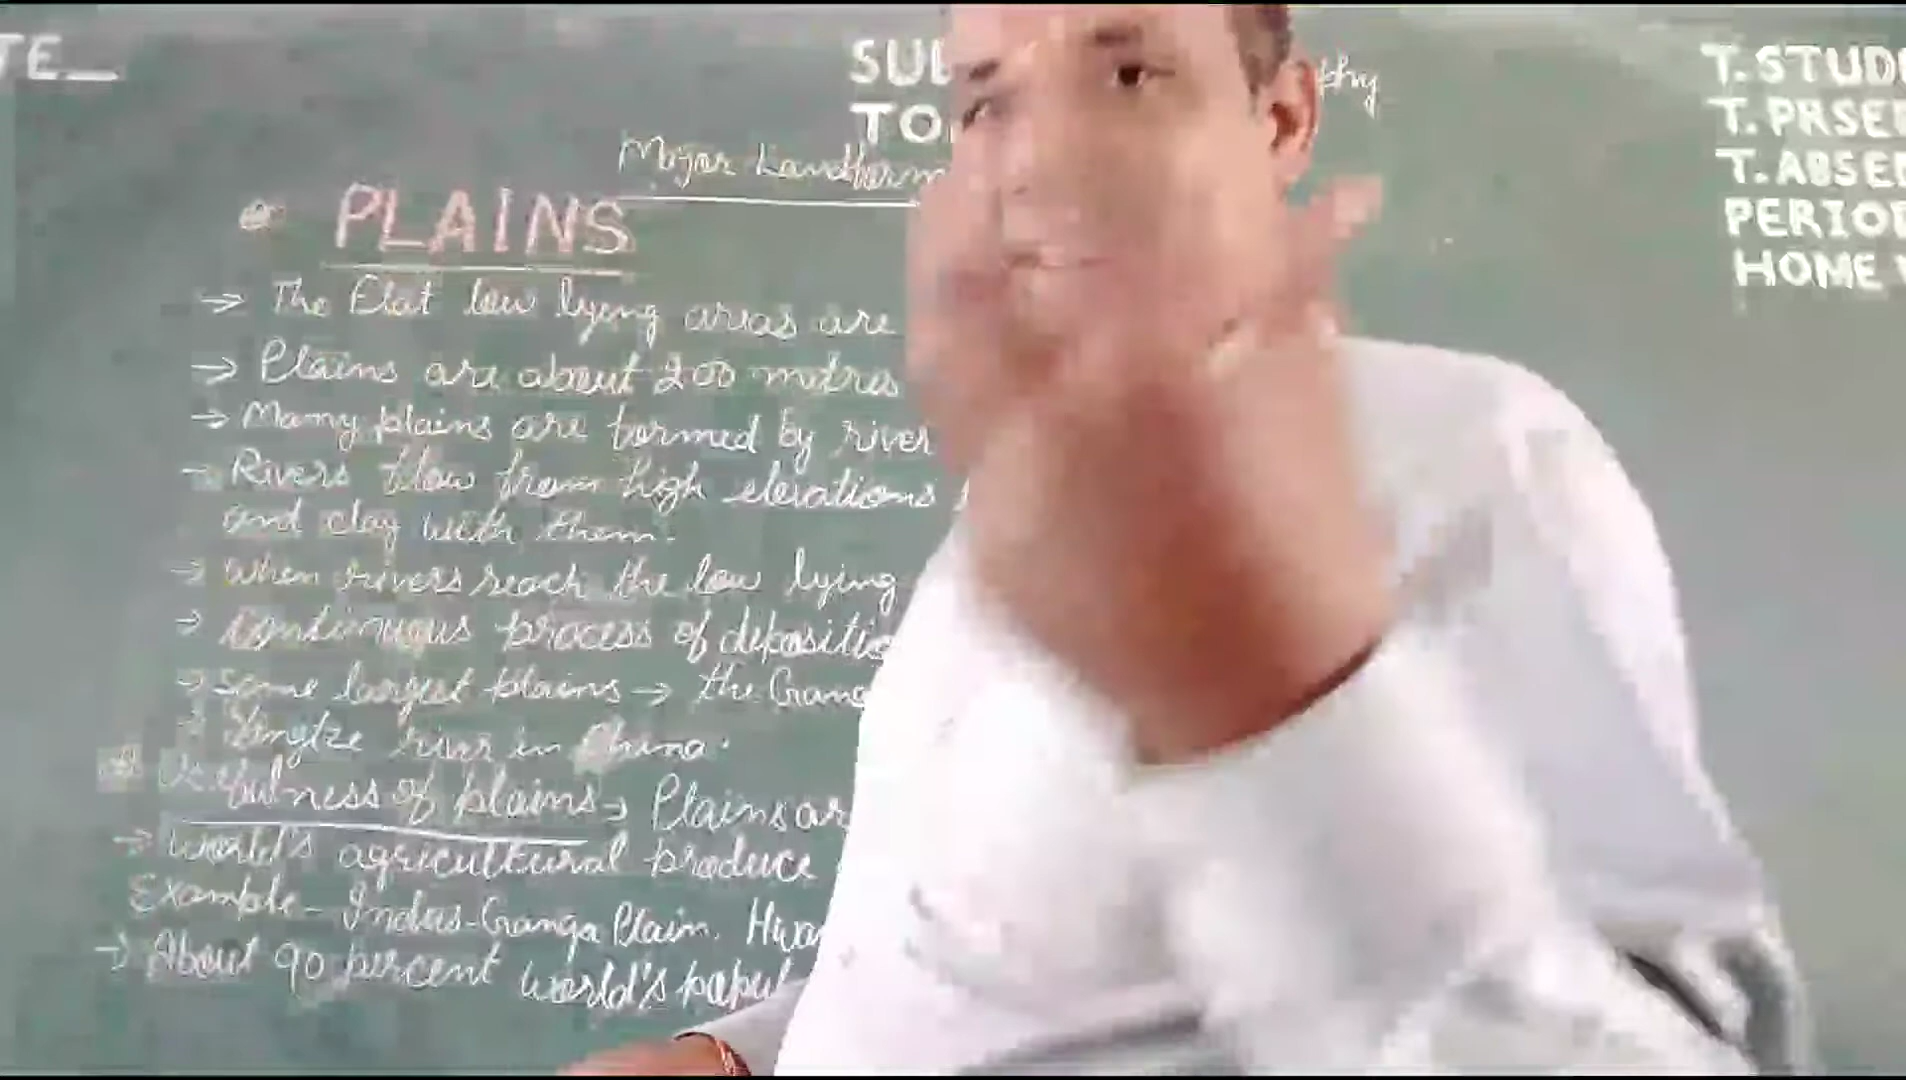 TE_
SU
phy
TO
Major Landform
T. STUD
T. PRSE
T. ABSE
PERIO
HOME
PLAINS
→ The Flat low lying areas are
→ Plains are about 200 metres
→ Many plains are formed by river
→ Rivers flow from high elevations
and clay with them.
→ When rivers reach the low lying
→ continuous process of depositio
→ some largest plains → the Gang
Yangtze river in China.
Usefulness of plains → Plains ar
→ World's agricultural produce
Example - Indus-Ganga Plain. Hwa
→ About 90 percent world's popul